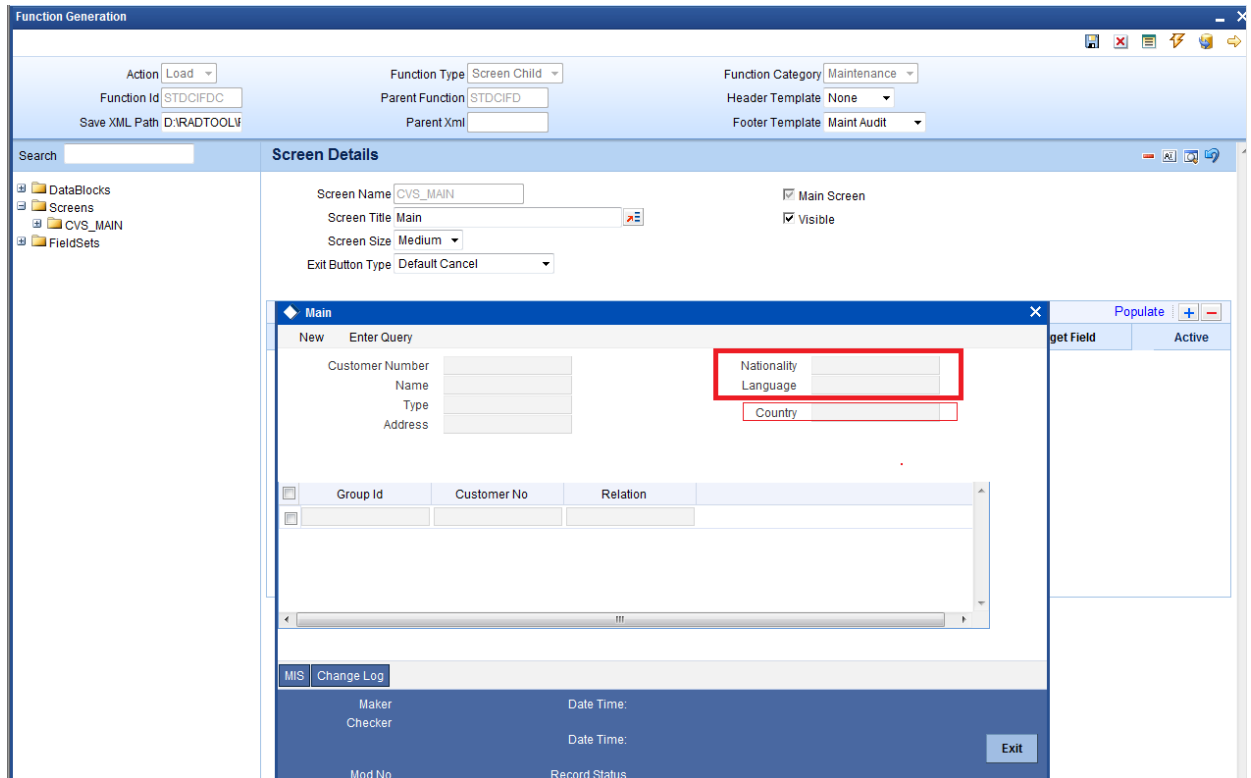 Function Generation
Action Load Function Type Screen Child Function Category Maintenance
Function Id STDCIFDC Parent Function STDCIFD Header Template None
Save XML Path D:\RADTOOL\ Parent Xml Footer Template Maint Audit
Search Screen Details
DataBlocks
Screens
CVS_MAIN
FieldSets
Screen Name CVS_MAIN Main Screen
Screen Title Main Visible
Screen Size Medium
Exit Button Type Default Cancel
Main Populate
New Enter Query get Field Active
Customer Number Nationality
Name Language
Type Country
Address
Group Id Customer No Relation
MIS Change Log
Maker Date Time:
Checker
Date Time:
Exit
Mod No Record Status